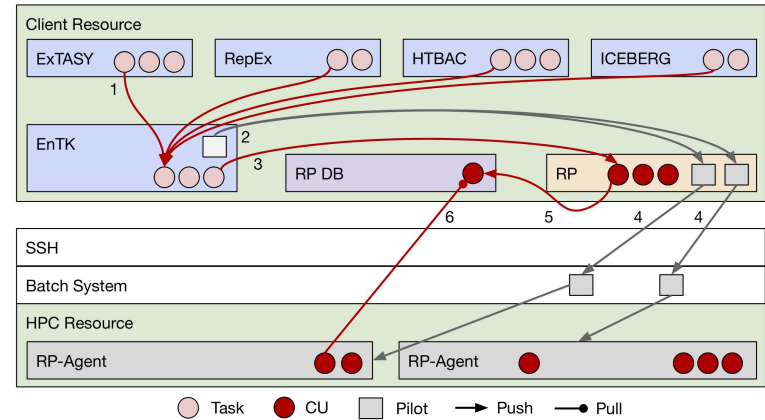 Client Resource
ExTASY
RepEx
HTBAC
ICEBERG
1
EnTK
2
3
RP DB
RP
6
5
4
4
SSH
Batch System
HPC Resource
RP-Agent
RP-Agent
Task
CU
Pilot
Push
Pull